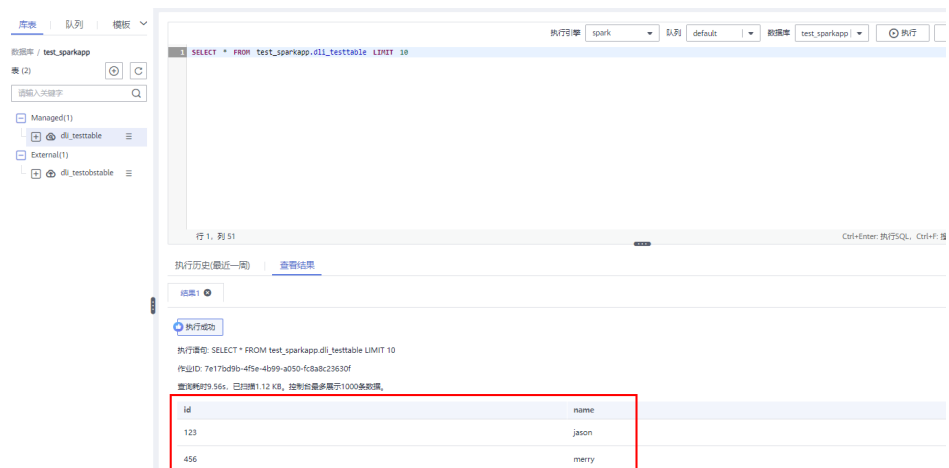 库表 队列 模板
数据库 / test_sparkapp
表 (2)
请输入关键字
Managed(1)
dli_testtable
External(1)
dli_testobstable
执行引擎 spark 队列 default 数据库 test_sparkapp 执行
1 SELECT * FROM test_sparkapp.dli_testtable LIMIT 10
行 1，列 51 Ctrl+Enter: 执行SQL，Ctrl+F:
执行历史(最近一周) 查看结果
结果1
执行成功
执行语句: SELECT * FROM test_sparkapp.dli_testtable LIMIT 10
作业ID: 7e17bd9b-4f5e-4b99-a050-fc8a8c23630f
查询耗时9.56s，已扫描1.12 KB。控制台最多展示1000条数据。
id name
123 jason
456 merry